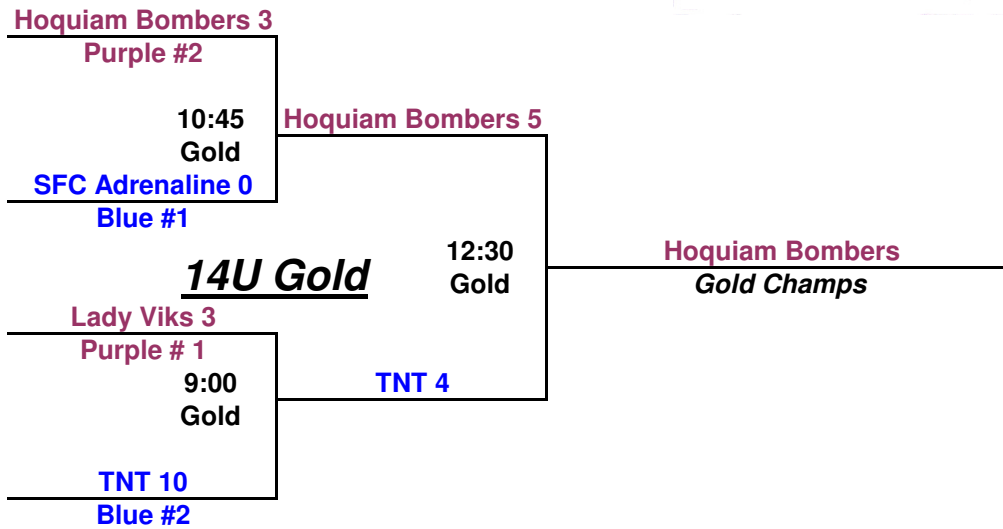 Hoquiam Bombers 3
Purple #2
10:45
Gold
Hoquiam Bombers 5
SFC Adrenaline 0
Blue #1
14U Gold
12:30
Gold
Hoquiam Bombers
Gold Champs
Lady Viks 3
Purple # 1
9:00
Gold
TNT 4
TNT 10
Blue #2